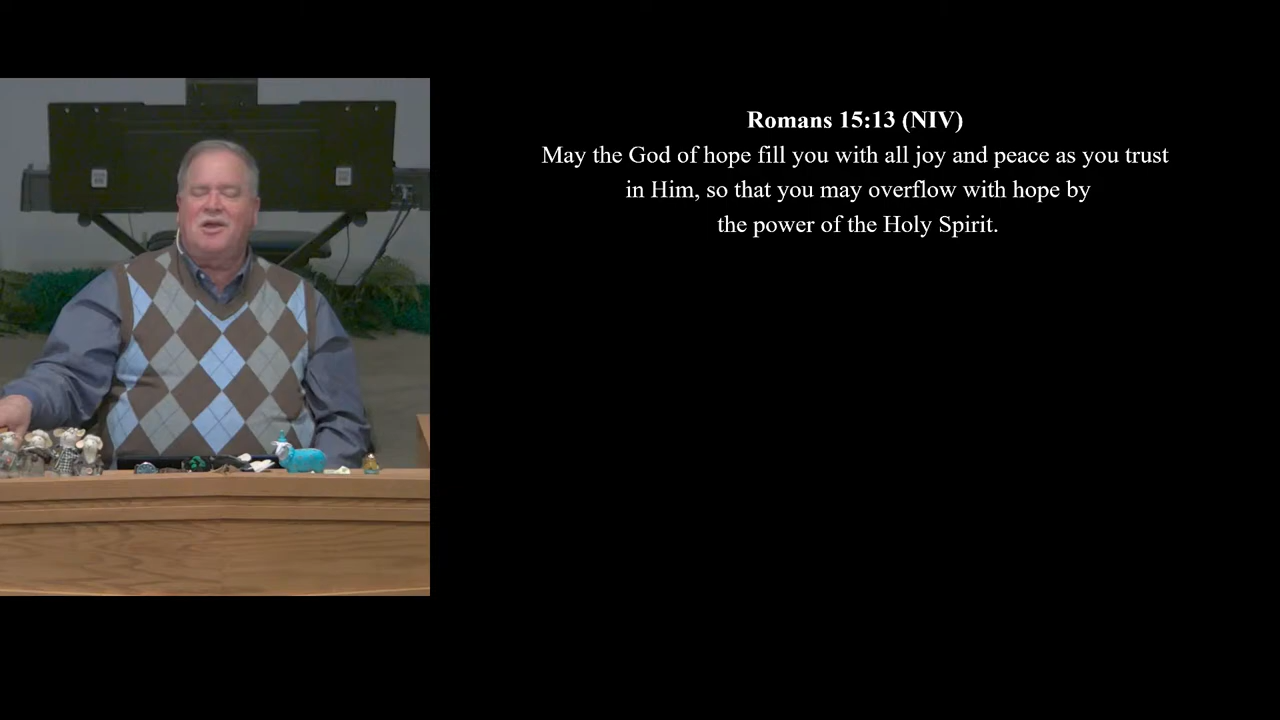 Romans 15:13 (NIV)
May the God of hope fill you with all joy and peace as you trust
in Him, so that you may overflow with hope by
the power of the Holy Spirit.